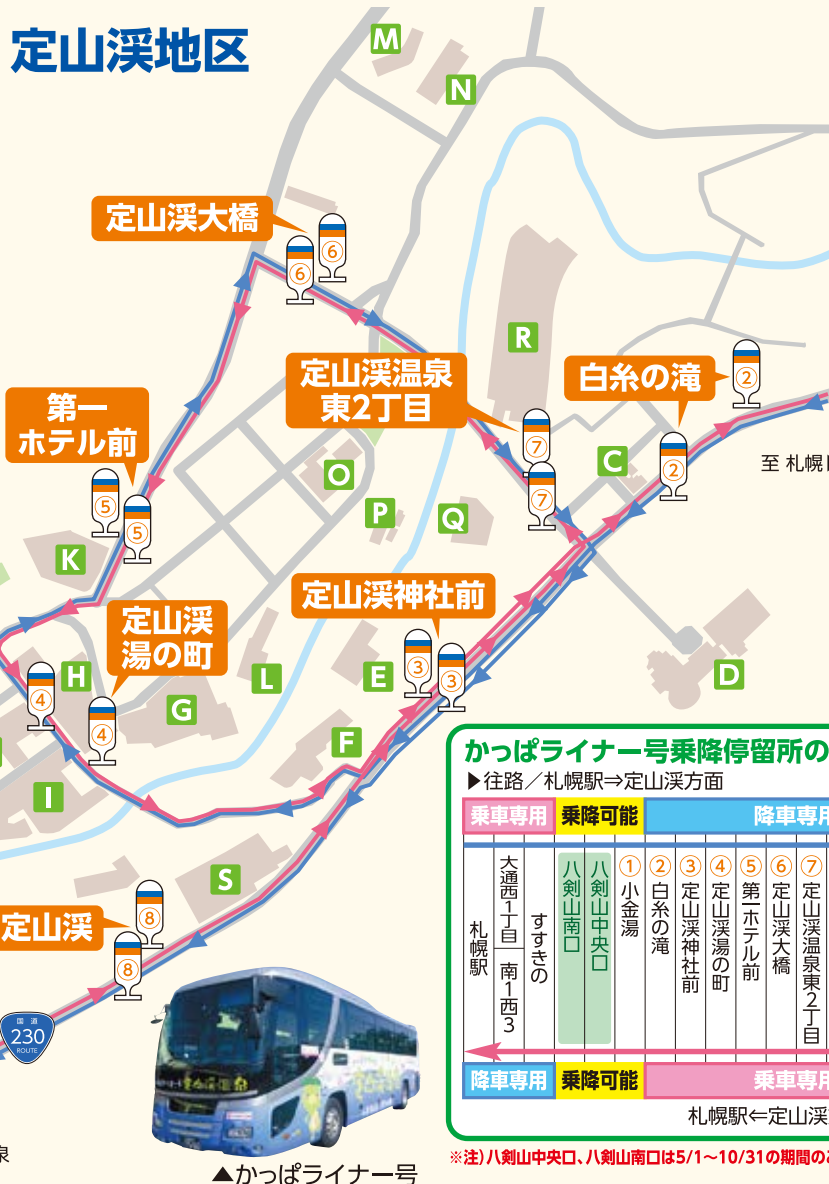 定山渓地区
M
N
定山渓大橋
6
6
R
定山渓温泉
東2丁目
白糸の滝
2
第一
ホテル前
7
7
C
2
至 札幌
O
P
Q
5
5
K
定山渓神社前
定山渓
湯の町
3
3
D
H
L
E
4
4
G
F
I
S
かっぱライナー号乗降停留所の
▶往路／札幌駅⇒定山渓方面
乗車専用
乗降可能
降車専用
札幌駅
大通西1丁目
南1西3
すすきの
八剣山南口
八剣山中央口
①小金湯
②白糸の滝
③定山渓神社前
④定山渓湯の町
⑤第一ホテル前
⑥定山渓大橋
⑦定山渓温泉東2丁目
降車専用
乗降可能
乗車専用
札幌駅⇐定山渓
※注）八剣山中央口、八剣山南口は5/1～10/31の期間の
定山渓
8
8
国道
230
ROUTE
泉
▲かっぱライナー号